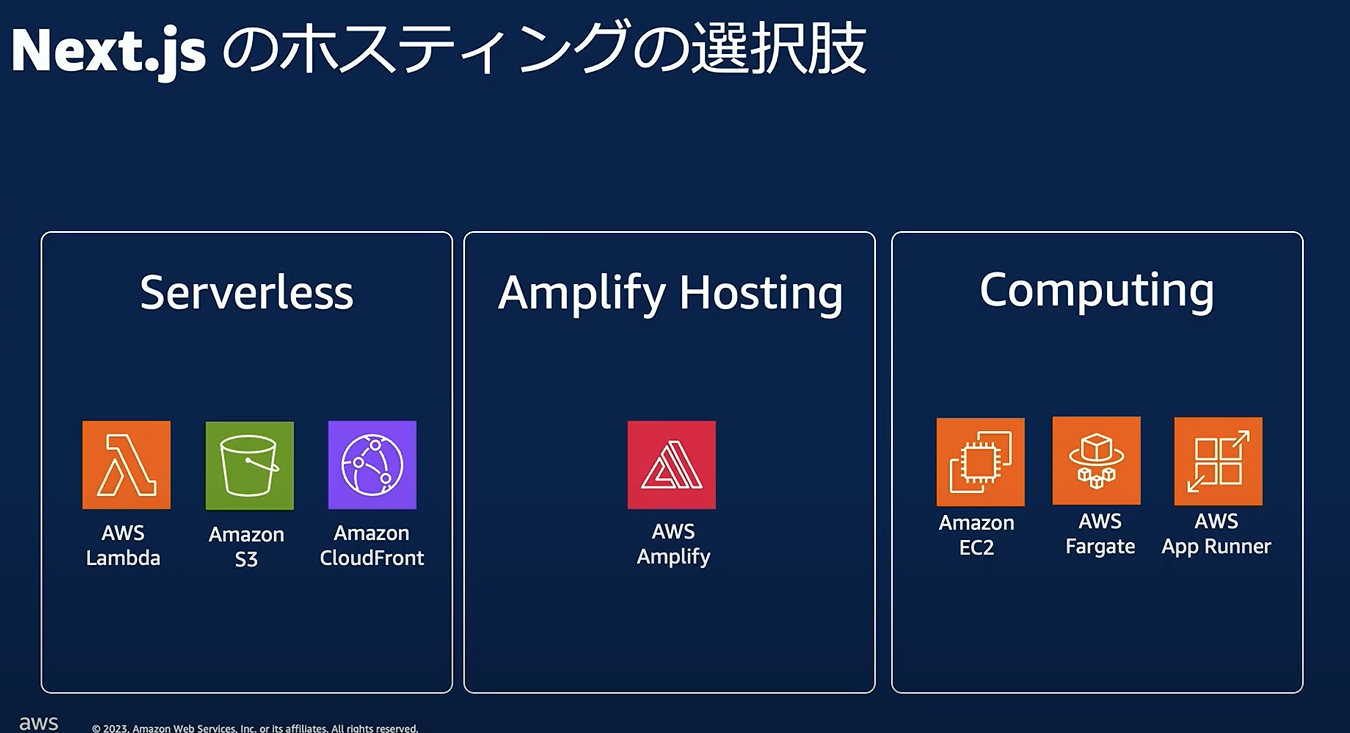 Next.js のホスティングの選択肢
Serverless
AWS
Lambda
Amazon
S3
Amazon
CloudFront
Amplify Hosting
AWS
Amplify
Computing
Amazon
EC2
AWS
Fargate
AWS
App Runner
aws
© 2023, Amazon Web Services, Inc. or its affiliates. All rights reserved.